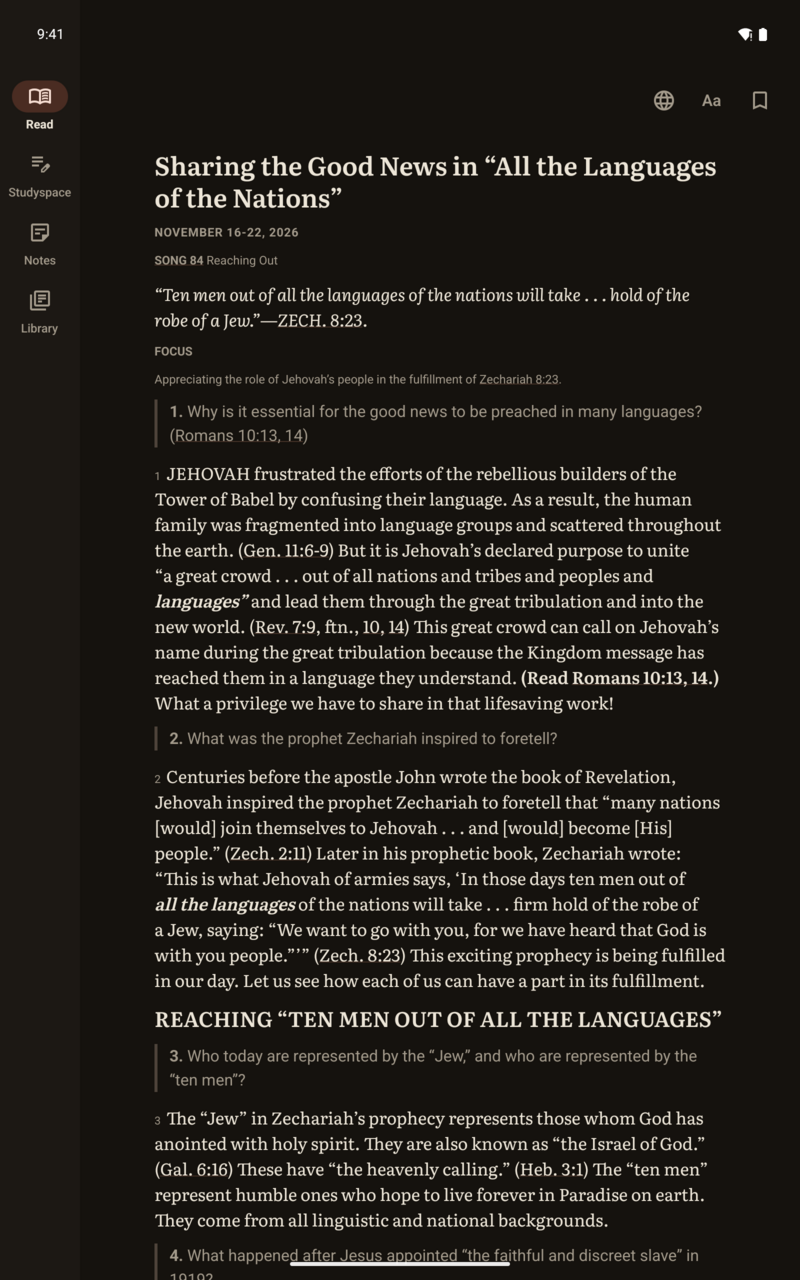 9:41
Read
Studyspace
Notes
Library
Aa
Sharing the Good News in “All the Languages
of the Nations”
NOVEMBER 16-22, 2026
SONG 84 Reaching Out
“Ten men out of all the languages of the nations will take . . . hold of the
robe of a Jew.”—ZECH. 8:23.
FOCUS
Appreciating the role of Jehovah’s people in the fulfillment of Zechariah 8:23.
1. Why is it essential for the good news to be preached in many languages?
(Romans 10:13, 14)
1 JEHOVAH frustrated the efforts of the rebellious builders of the
Tower of Babel by confusing their language. As a result, the human
family was fragmented into language groups and scattered throughout
the earth. (Gen. 11:6-9) But it is Jehovah’s declared purpose to unite
“a great crowd . . . out of all nations and tribes and peoples and
languages” and lead them through the great tribulation and into the
new world. (Rev. 7:9, ftn., 10, 14) This great crowd can call on Jehovah’s
name during the great tribulation because the Kingdom message has
reached them in a language they understand. (Read Romans 10:13, 14.)
What a privilege we have to share in that lifesaving work!
2. What was the prophet Zechariah inspired to foretell?
2 Centuries before the apostle John wrote the book of Revelation,
Jehovah inspired the prophet Zechariah to foretell that “many nations
[would] join themselves to Jehovah . . . and [would] become [His]
people.” (Zech. 2:11) Later in his prophetic book, Zechariah wrote:
“This is what Jehovah of armies says, ‘In those days ten men out of
all the languages of the nations will take . . . firm hold of the robe of
a Jew, saying: “We want to go with you, for we have heard that God is
with you people.”’” (Zech. 8:23) This exciting prophecy is being fulfilled
in our day. Let us see how each of us can have a part in its fulfillment.
REACHING “TEN MEN OUT OF ALL THE LANGUAGES”
3. Who today are represented by the “Jew,” and who are represented by the
“ten men”?
3 The “Jew” in Zechariah’s prophecy represents those whom God has
anointed with holy spirit. They are also known as “the Israel of God.”
(Gal. 6:16) These have “the heavenly calling.” (Heb. 3:1) The “ten men”
represent humble ones who hope to live forever in Paradise on earth.
They come from all linguistic and national backgrounds.
4. What happened after Jesus appointed “the faithful and discreet slave” in
1919?